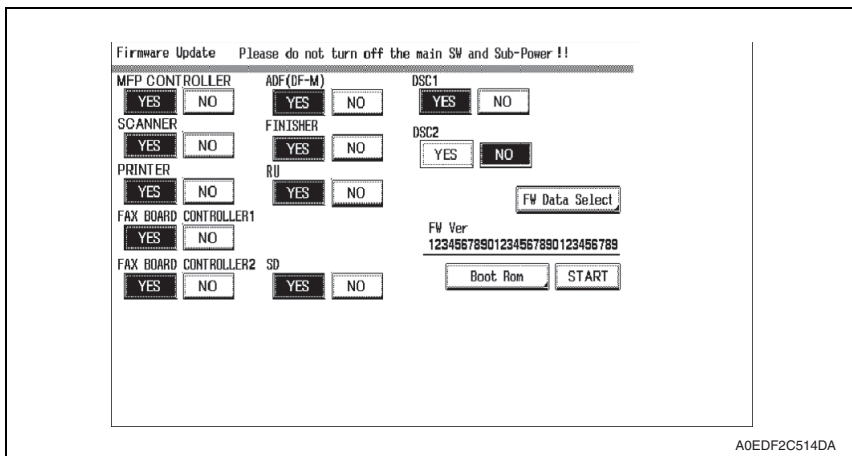 Firmware Update Please do not turn off the main SW and Sub-Power !!
MFP CONTROLLER
YES NO
SCANNER
YES NO
PRINTER
YES NO
FAX BOARD CONTROLLER1
YES NO
FAX BOARD CONTROLLER2
YES NO
ADF(DF-M)
YES NO
FINISHER
YES NO
RU
YES NO
SD
YES NO
DSC1
YES NO
DSC2
YES NO
FW Data Select
FW Ver
12345678901234567890123456789
Boot Rom START
A0EDF2C514DA